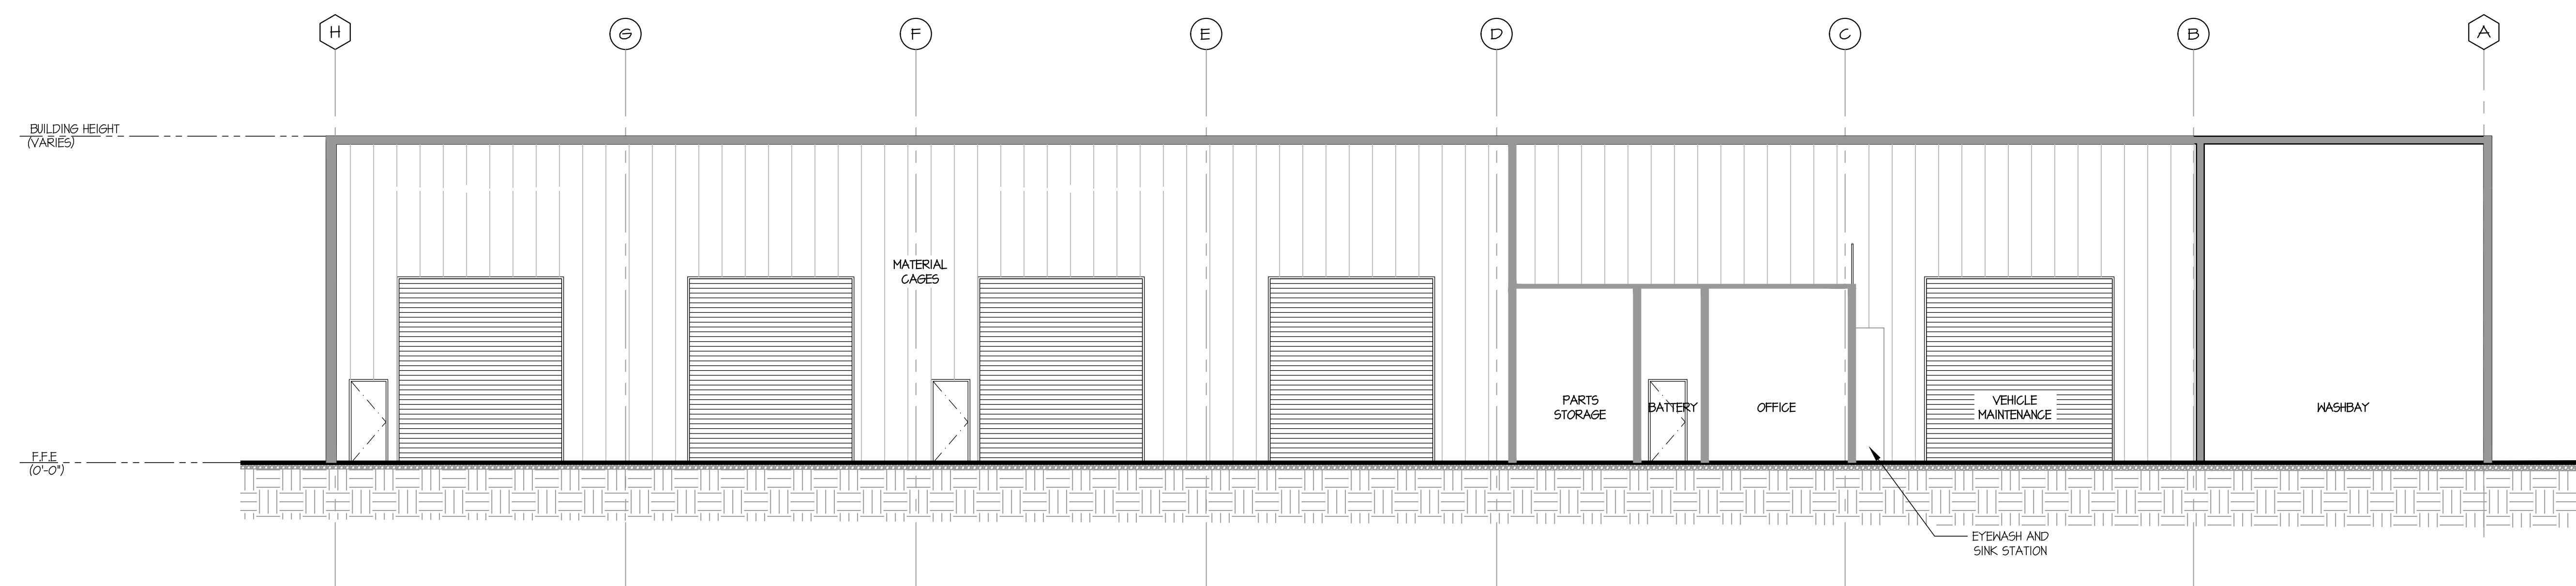 H
G
F
E
D
C
B
A
BUILDING HEIGHT
(VARIES)
MATERIAL
CAGES
PARTS
STORAGE
BATTERY
OFFICE
VEHICLE
MAINTENANCE
WASHBAY
F.F.E
(0'-0")
EYEWASH AND
SINK STATION